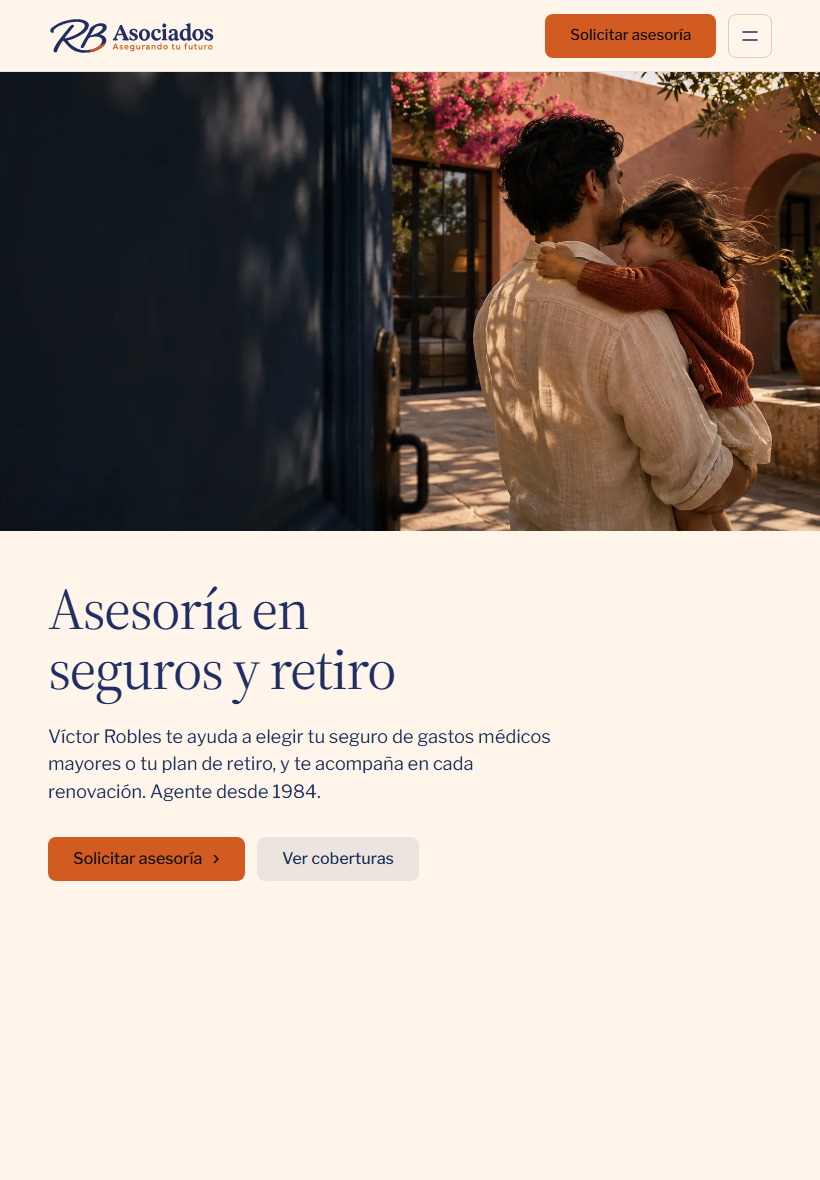 RB Asociados
Asegurando tu futuro
Solicitar asesoría
Asesoría en
seguros y retiro
Víctor Robles te ayuda a elegir tu seguro de gastos médicos
mayores o tu plan de retiro, y te acompaña en cada
renovación. Agente desde 1984.
Solicitar asesoría
Ver coberturas